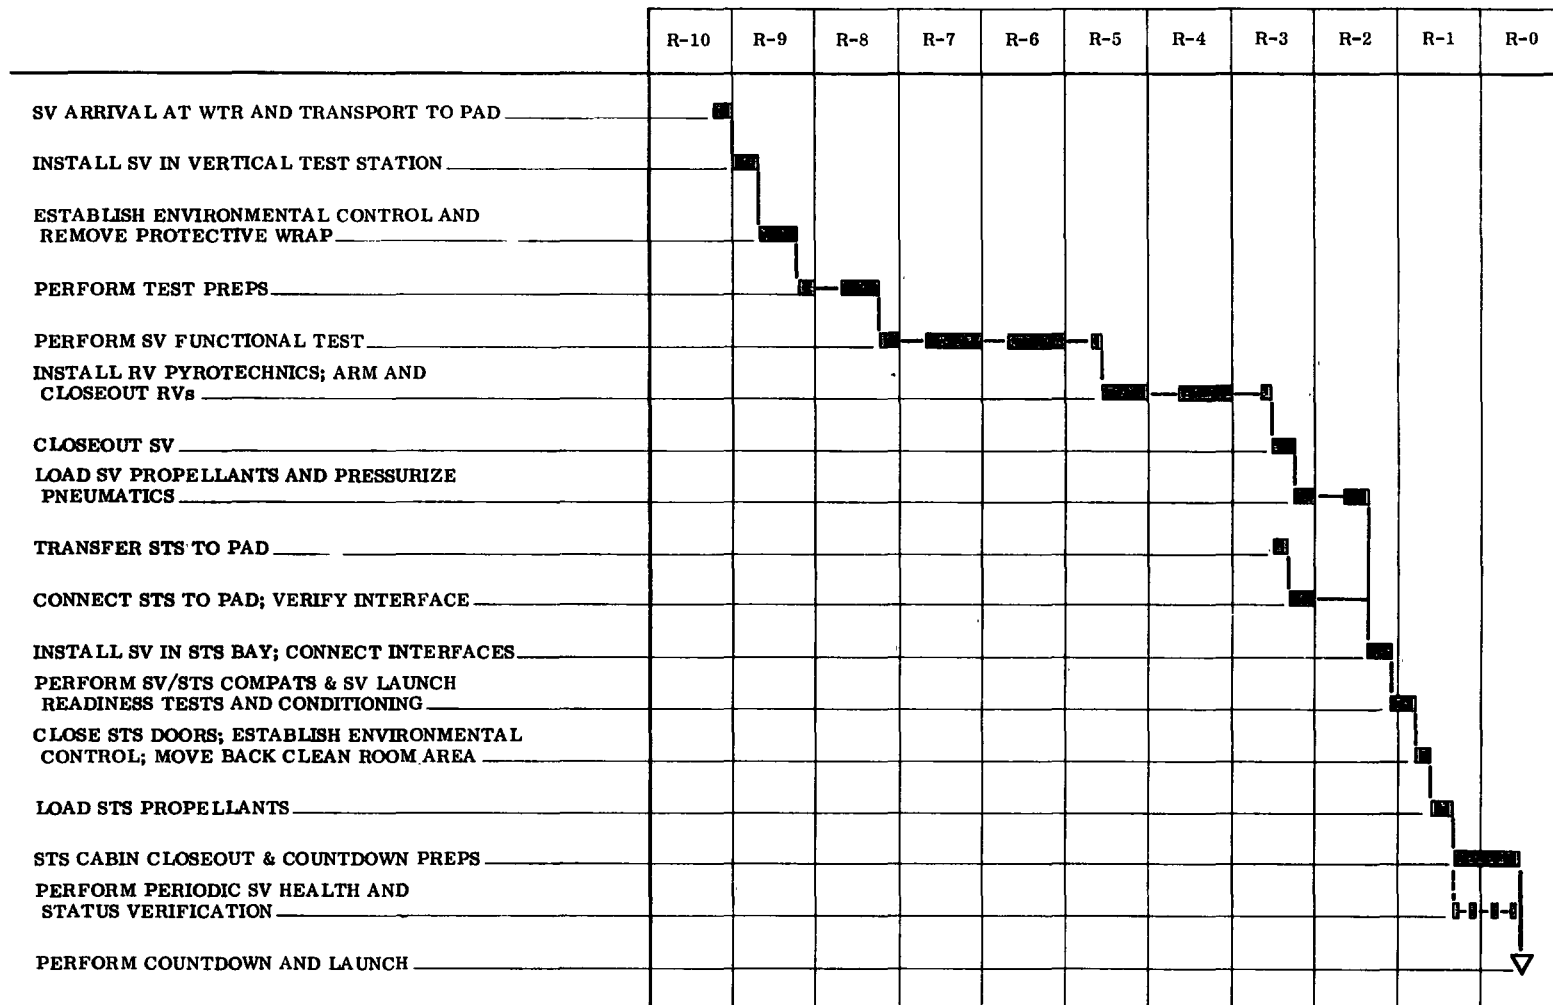 R-10 R-9 R-8 R-7 R-6 R-5 R-4 R-3 R-2 R-1 R-0
SV ARRIVAL AT WTR AND TRANSPORT TO PAD
INSTALL SV IN VERTICAL TEST STATION
ESTABLISH ENVIRONMENTAL CONTROL AND
REMOVE PROTECTIVE WRAP
PERFORM TEST PREPS
PERFORM SV FUNCTIONAL TEST
INSTALL RV PYROTECHNICS; ARM AND
CLOSEOUT RVs
CLOSEOUT SV
LOAD SV PROPELLANTS AND PRESSURIZE
PNEUMATICS
TRANSFER STS TO PAD
CONNECT STS TO PAD; VERIFY INTERFACE
INSTALL SV IN STS BAY; CONNECT INTERFACES
PERFORM SV/STS COMPATS & SV LAUNCH
READINESS TESTS AND CONDITIONING
CLOSE STS DOORS; ESTABLISH ENVIRONMENTAL
CONTROL; MOVE BACK CLEAN ROOM AREA
LOAD STS PROPELLANTS
STS CABIN CLOSEOUT & COUNTDOWN PREPS
PERFORM PERIODIC SV HEALTH AND
STATUS VERIFICATION
PERFORM COUNTDOWN AND LAUNCH